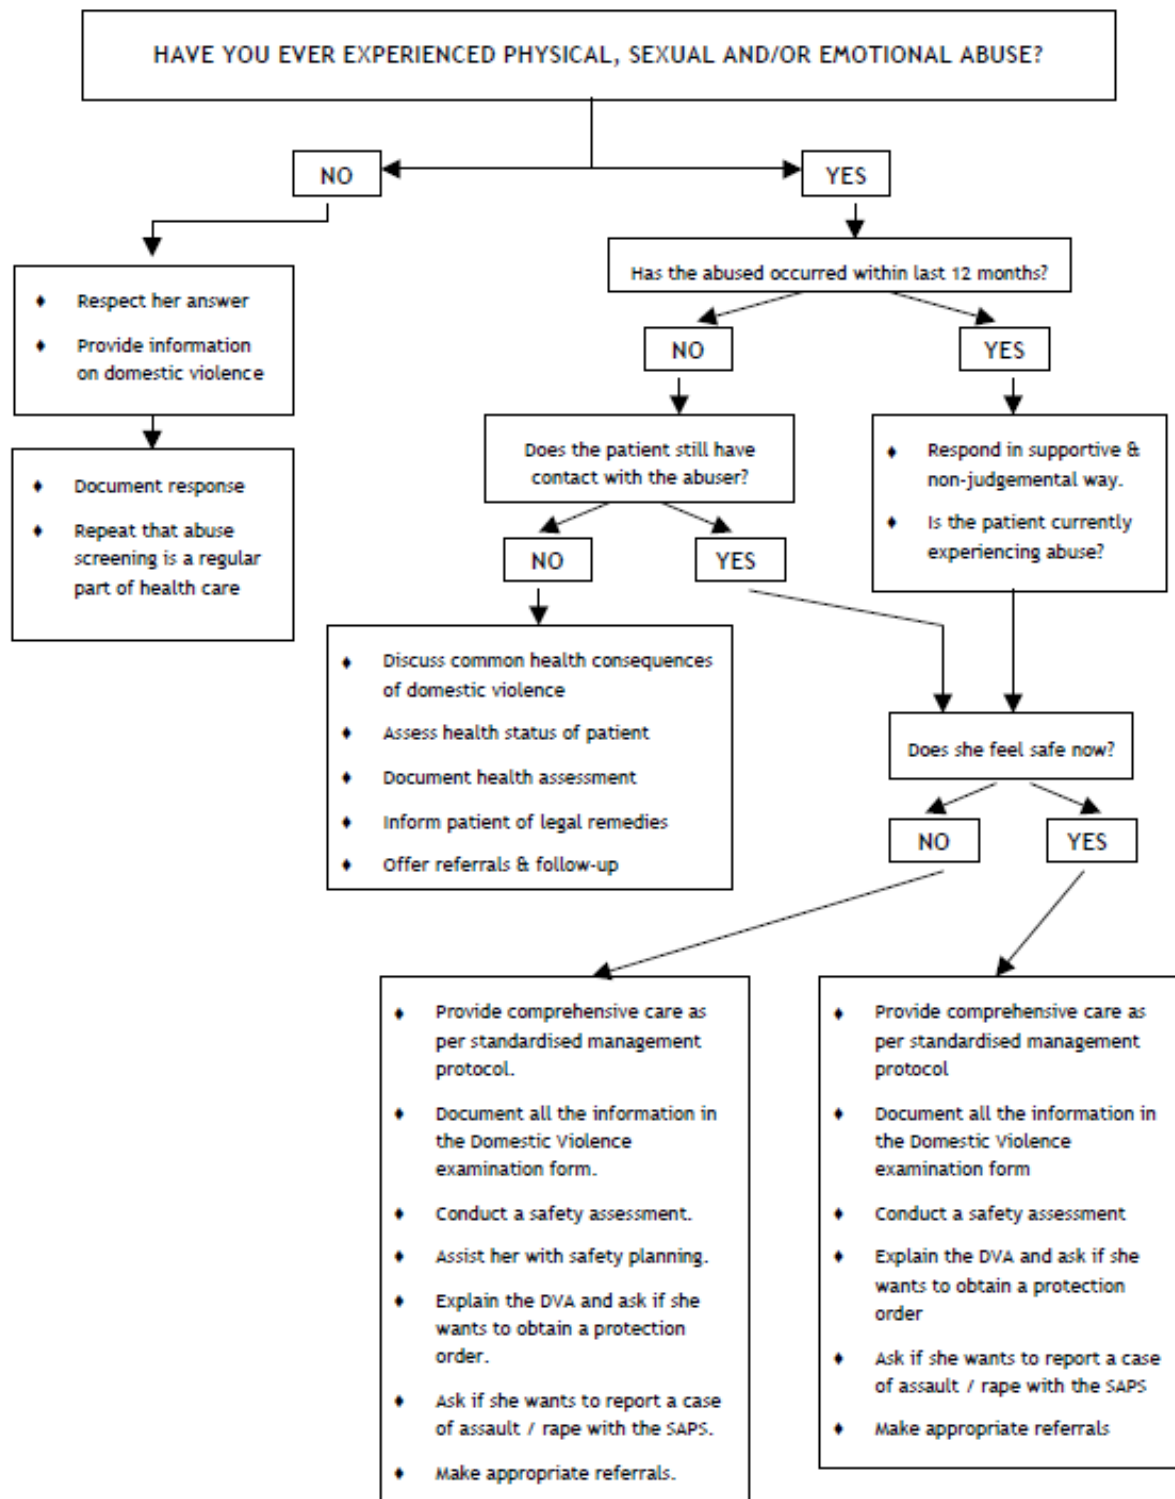 HAVE YOU EVER EXPERIENCED PHYSICAL, SEXUAL AND/OR EMOTIONAL ABUSE?
NO
YES
♦ Respect her answer
♦ Provide information
on domestic violence
♦ Document response
♦ Repeat that abuse
screening is a regular
part of health care
Has the abused occurred within last 12 months?
NO
YES
Does the patient still have
contact with the abuser?
♦ Respond in supportive &
non-judgemental way.
♦ Is the patient currently
experiencing abuse?
NO
YES
♦ Discuss common health consequences
of domestic violence
♦ Assess health status of patient
♦ Document health assessment
♦ Inform patient of legal remedies
♦ Offer referrals & follow-up
Does she feel safe now?
NO
YES
♦ Provide comprehensive care as
per standardised management
protocol.
♦ Document all the information in
the Domestic Violence
examination form.
♦ Conduct a safety assessment.
♦ Assist her with safety planning.
♦ Explain the DVA and ask if she
wants to obtain a protection
order.
♦ Ask if she wants to report a case
of assault / rape with the SAPS.
♦ Make appropriate referrals.
♦ Provide comprehensive care as
per standardised management
protocol
♦ Document all the information in
the Domestic Violence
examination form
♦ Conduct a safety assessment
♦ Explain the DVA and ask if she
wants to obtain a protection
order
♦ Ask if she wants to report a case
of assault / rape with the SAPS
♦ Make appropriate referrals